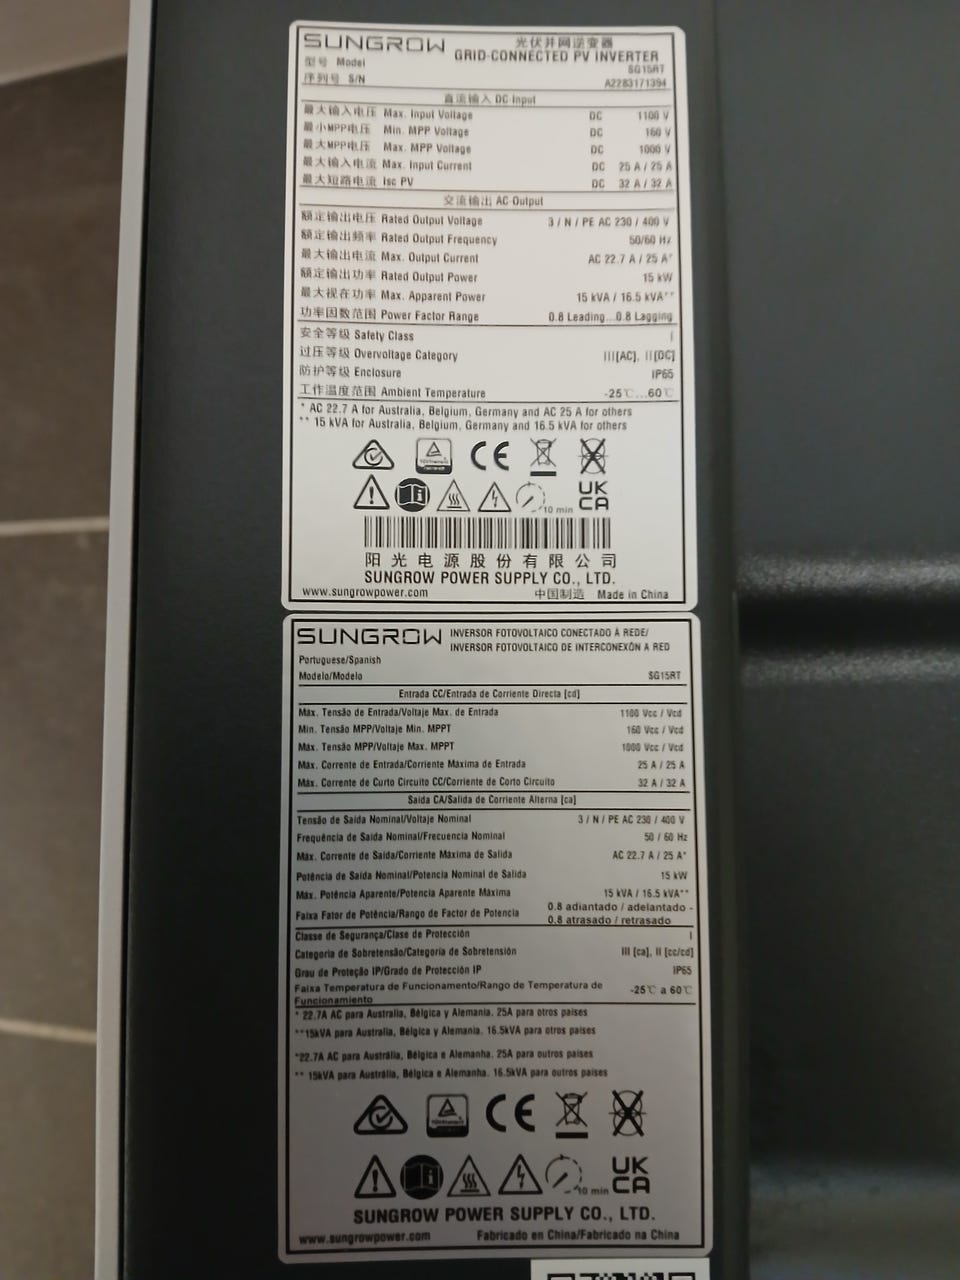 SUNGROW 光伏并网逆变器
GRID-CONNECTED PV INVERTER
型号 Model SG15RT
序列号 S/N A2283171394
直流输入 DC Input
最大输入电压 Max. Input Voltage DC 1100 V
最小MPP电压 Min. MPP Voltage DC 160 V
最大MPP电压 Max. MPP Voltage DC 1000 V
最大输入电流 Max. Input Current DC 25 A / 25 A
最大短路电流 Isc PV DC 32 A / 32 A
交流输出 AC Output
额定输出电压 Rated Output Voltage 3 / N / PE AC 230 / 400 V
额定输出频率 Rated Output Frequency 50/60 Hz
最大输出电流 Max. Output Current AC 22.7 A / 25 A*
额定输出功率 Rated Output Power 15 kW
最大视在功率 Max. Apparent Power 15 kVA / 16.5 kVA**
功率因数范围 Power Factor Range 0.8 Leading...0.8 Lagging
安全等级 Safety Class I
过压等级 Overvoltage Category III[AC], II[DC]
防护等级 Enclosure IP65
工作温度范围 Ambient Temperature -25℃...60℃
* AC 22.7 A for Australia, Belgium, Germany and AC 25 A for others
** 15 kVA for Australia, Belgium, Germany and 16.5 kVA for others
CE
10 min UK CA
阳光电源股份有限公司
SUNGROW POWER SUPPLY CO., LTD.
www.sungrowpower.com 中国制造 Made in China
SUNGROW INVERSOR FOTOVOLTAICO CONECTADO À REDE/
INVERSOR FOTOVOLTAICO DE INTERCONEXÓN A RED
Portuguese/Spanish
Modelo/Modelo SG15RT
Entrada CC/Entrada de Corriente Directa [cd]
Máx. Tensão de Entrada/Voltaje Max. de Entrada 1100 Vcc / Vcd
Min. Tensão MPP/Voltaje Min. MPPT 160 Vcc / Vcd
Máx. Tensão MPP/Voltaje Max. MPPT 1000 Vcc / Vcd
Máx. Corrente de Entrada/Corriente Máxima de Entrada 25 A / 25 A
Máx. Corrente de Curto Circuito CC/Corriente de Corto Circuito 32 A / 32 A
Saída CA/Salida de Corriente Alterna [ca]
Tensão de Saída Nominal/Voltaje Nominal 3 / N / PE AC 230 / 400 V
Frequência de Saída Nominal/Frecuencia Nominal 50 / 60 Hz
Máx. Corrente de Saída/Corriente Máxima de Salida AC 22.7 A / 25 A*
Potência de Saída Nominal/Potencia Nominal de Salida 15 kW
Máx. Potência Aparente/Potencia Aparente Máxima 15 kVA / 16.5 kVA**
Faixa Fator de Potência/Rango de Factor de Potencia 0.8 adiantado / adelantado -
0.8 atrasado / retrasado
Classe de Segurança/Clase de Protección I
Categoria de Sobretensão/Categoría de Sobretensión III [ca], II [cc/cd]
Grau de Proteção IP/Grado de Protección IP IP65
Faixa Temperatura de Funcionamento/Rango de Temperatura de
Funcionamiento -25℃ a 60℃
* 22.7A AC para Australia, Bélgica y Alemania. 25A para otros países
**15kVA para Australia, Bélgica y Alemania. 16.5kVA para otros países
*22.7A AC para Austrália, Bélgica e Alemanha. 25A para outros países
** 15kVA para Austrália, Bélgica e Alemanha. 16.5kVA para outros países
CE
10 min UK CA
SUNGROW POWER SUPPLY CO., LTD.
www.sungrowpower.com Fabricado en China/Fabricado na China